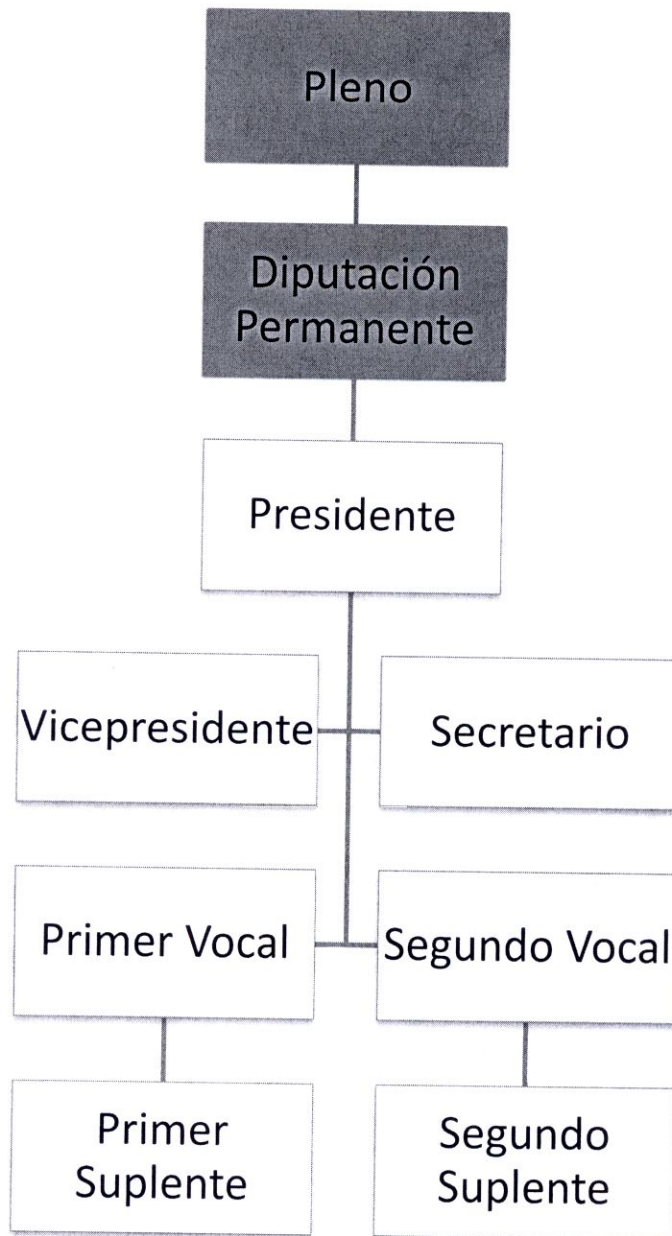 Pleno
Diputación
Permanente
Presidente
Vicepresidente
Secretario
Primer Vocal
Segundo Vocal
Primer
Suplente
Segundo
Suplente